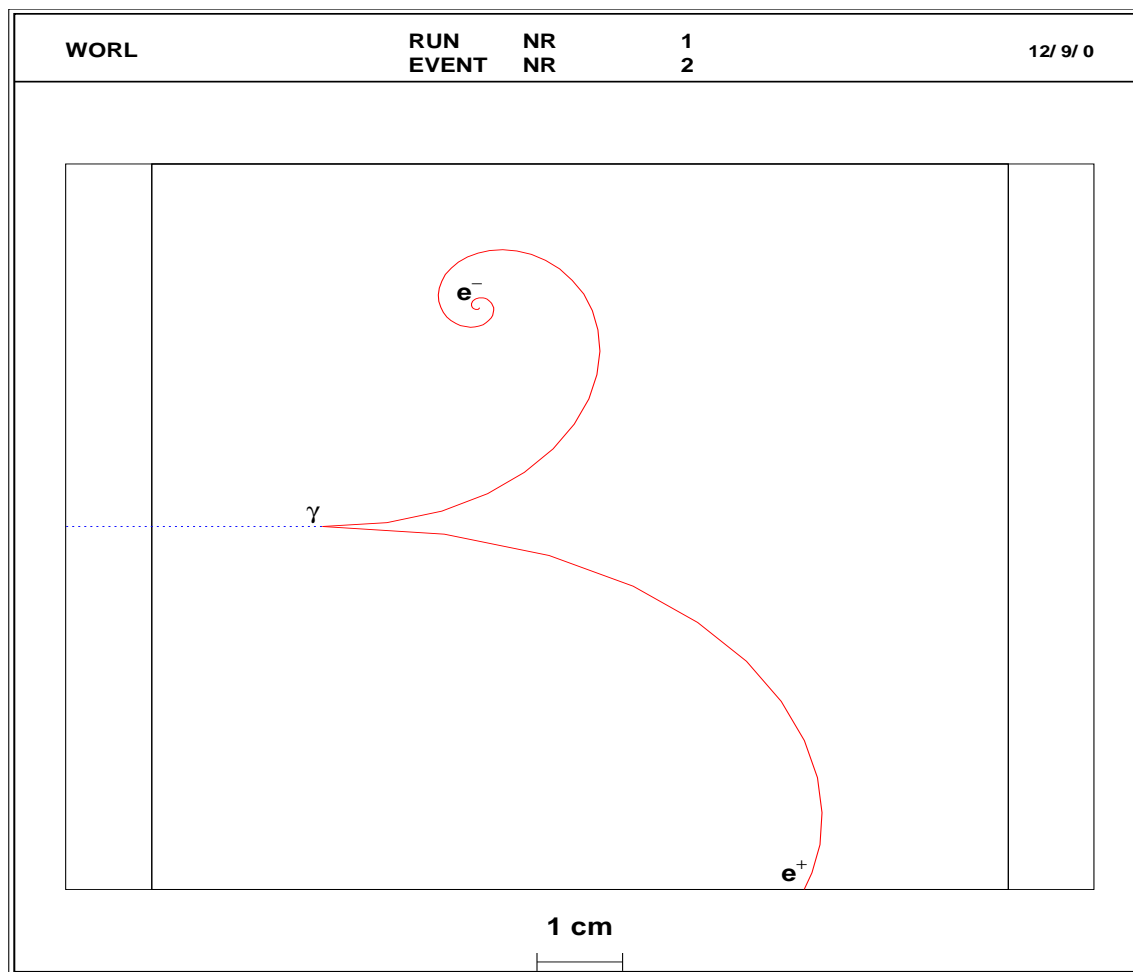 WORL RUN NR 1 12/ 9/ 0
EVENT NR 2
e⁻
γ
e⁺
1 cm